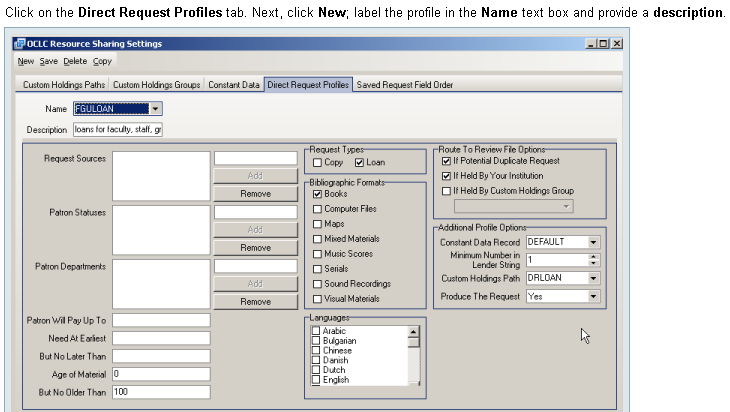 Click on the Direct Request Profiles tab. Next, click New; label the profile in the Name text box and provide a description.
OCLC Resource Sharing Settings
New Save Delete Copy
Custom Holdings Paths Custom Holdings Groups Constant Data Direct Request Profiles Saved Request Field Order
Name FGULOAN
Description loans for faculty, staff, gr
Request Sources
Add
Remove
Patron Statuses
Add
Remove
Patron Departments
Add
Remove
Patron Will Pay Up To
Need At Earliest
But No Later Than
Age of Material 0
But No Older Than 100
Request Types
Copy Loan
Bibliographic Formats
Books
Computer Files
Maps
Mixed Materials
Music Scores
Serials
Sound Recordings
Visual Materials
Languages
Arabic
Bulgarian
Chinese
Danish
Dutch
English
Route To Review File Options
If Potential Duplicate Request
If Held By Your Institution
If Held By Custom Holdings Group
Additional Profile Options
Constant Data Record DEFAULT
Minimum Number in
Lender String 1
Custom Holdings Path DRLOAN
Produce The Request Yes